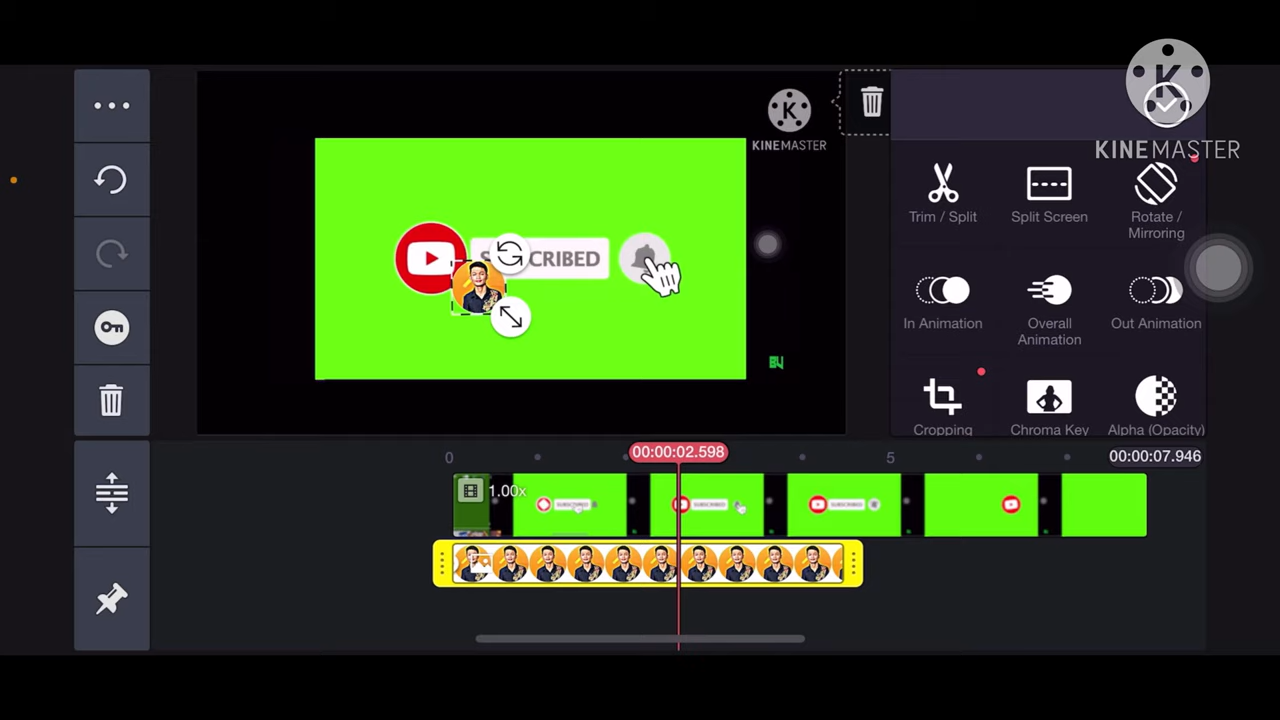 KINEMASTER
KINEMASTER
SCRIBED
Trim / Split
Split Screen
Rotate /
Mirroring
In Animation
Overall
Animation
Out Animation
Cropping
Chroma Key
Alpha (Opacity)
0
00:00:02.598
5
00:00:07.946
1.00x